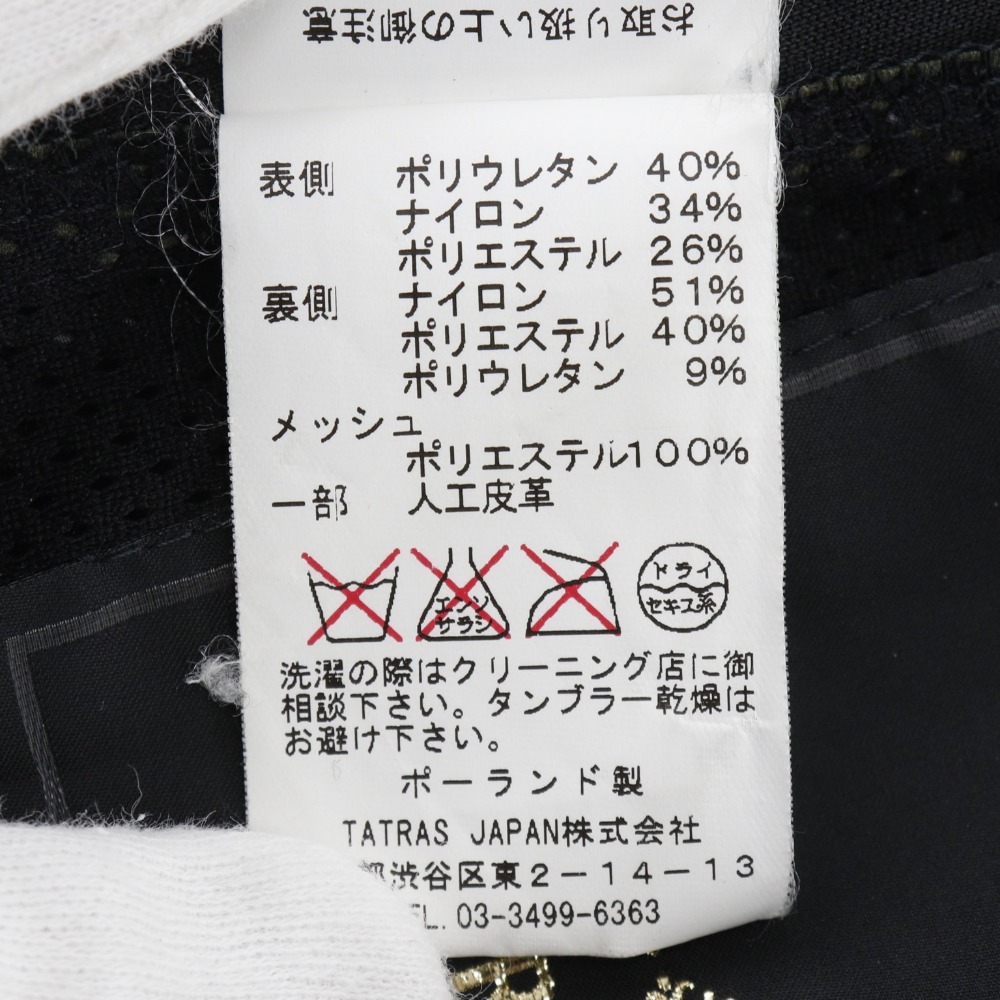 お取り扱い上の御注意
表側 ポリウレタン 40%
ナイロン 34%
ポリエステル 26%
裏側 ナイロン 51%
ポリエステル 40%
ポリウレタン 9%
メッシュ
ポリエステル100%
一部 人工皮革
エンソ
サラシ
ドライ
セキユ系
洗濯の際はクリーニング店に御
相談下さい。タンブラー乾燥は
お避け下さい。
ポーランド製
TATRAS JAPAN株式会社
都渋谷区東2－14－13
EL. 03-3499-6363